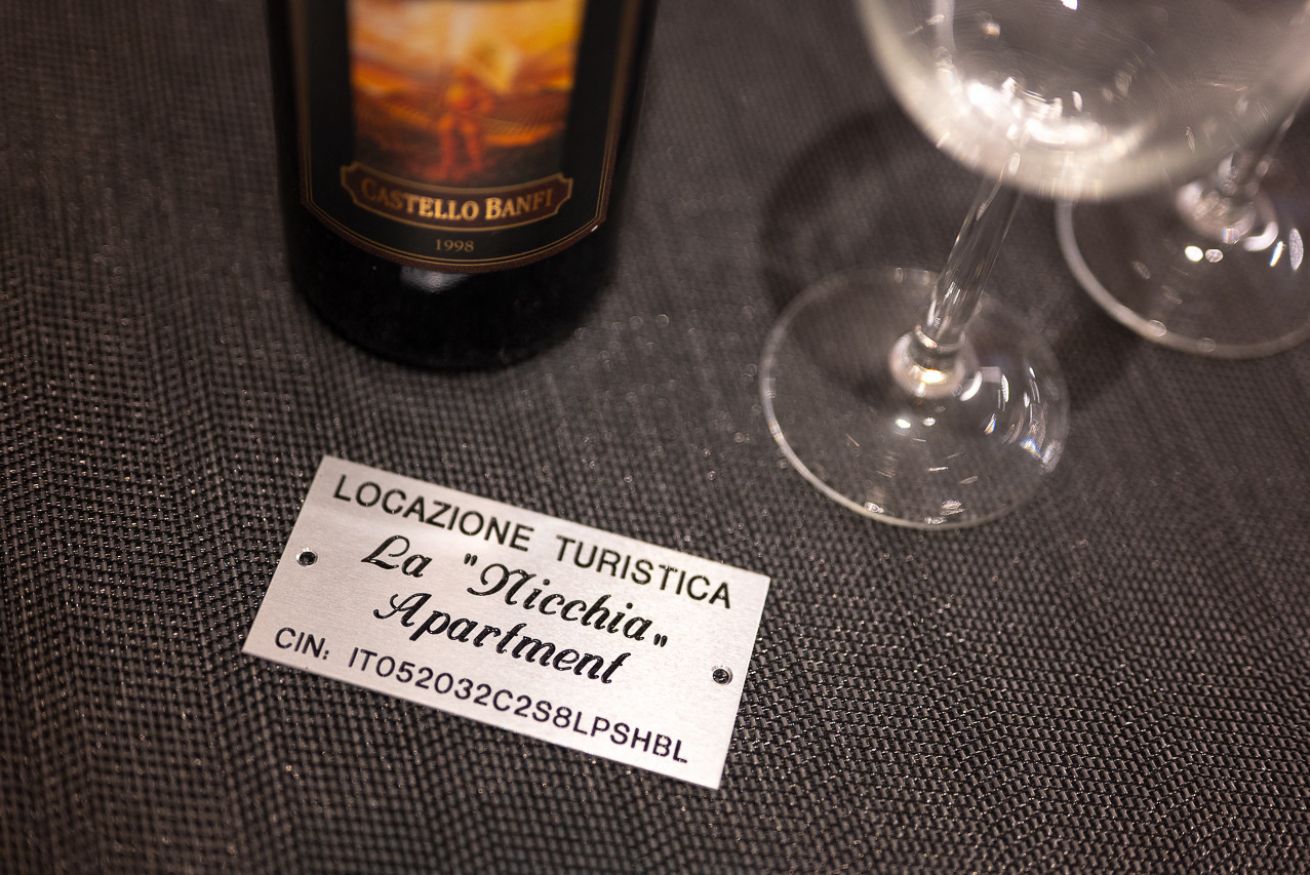 CASTELLO BANFI
1998
LOCAZIONE TURISTICA
La "Nicchia"
Apartment
CIN: IT052032C2S8LPSHBL